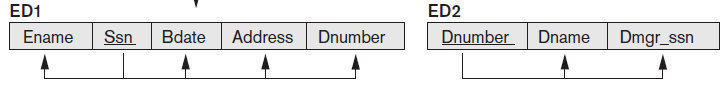 ED1
Ename Ssn Bdate Address Dnumber
ED2
Dnumber Dname Dmgr_ssn